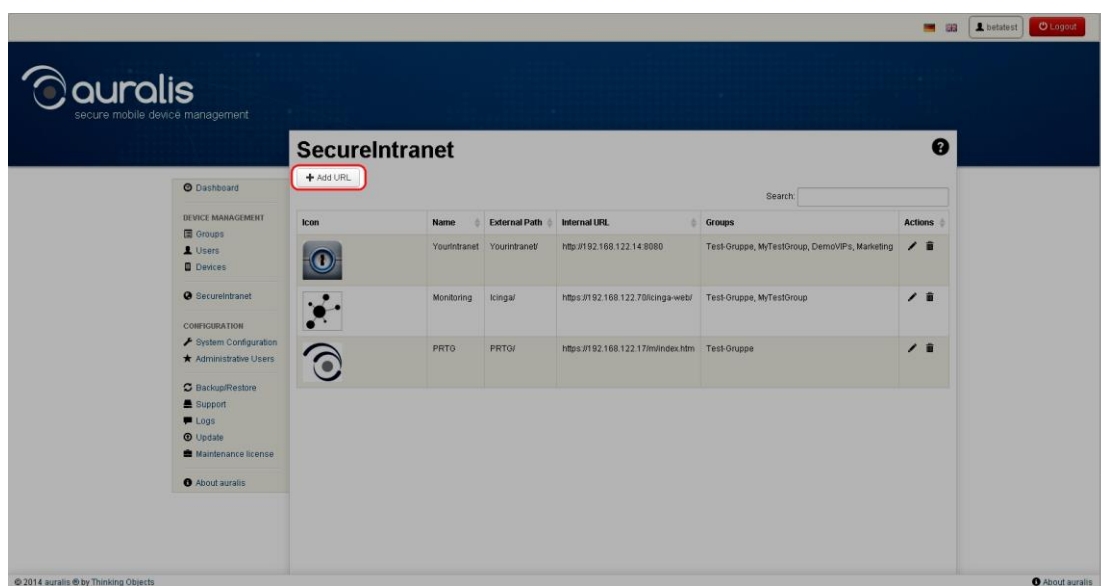 betatest
Logout
auralis
secure mobile device management
SecureIntranet
Add URL
Search:
Dashboard
DEVICE MANAGEMENT
Groups
Users
Devices
SecureIntranet
CONFIGURATION
System Configuration
Administrative Users
Backup/Restore
Support
Logs
Update
Maintenance license
About auralis
Icon Name External Path Internal URL Groups Actions
YourIntranet YourIntranet/ http://192.168.122.14:8080 Test-Gruppe, MyTestGroup, DemoVIPs, Marketing
Monitoring Icinga/ https://192.168.122.70/icinga-web/ Test-Gruppe, MyTestGroup
PRTG PRTG/ https://192.168.122.17/m/index.htm Test-Gruppe
© 2014 auralis ® by Thinking Objects
About auralis